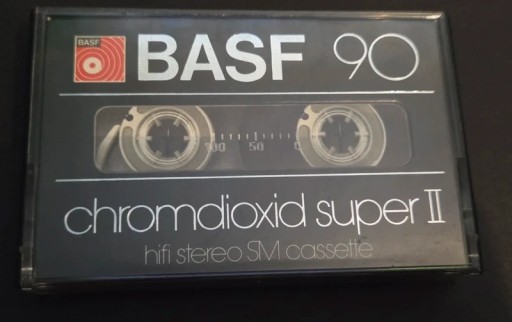 BASF
BASF 90
100 50 0
chromdioxid super II
hifi stereo SM cassette